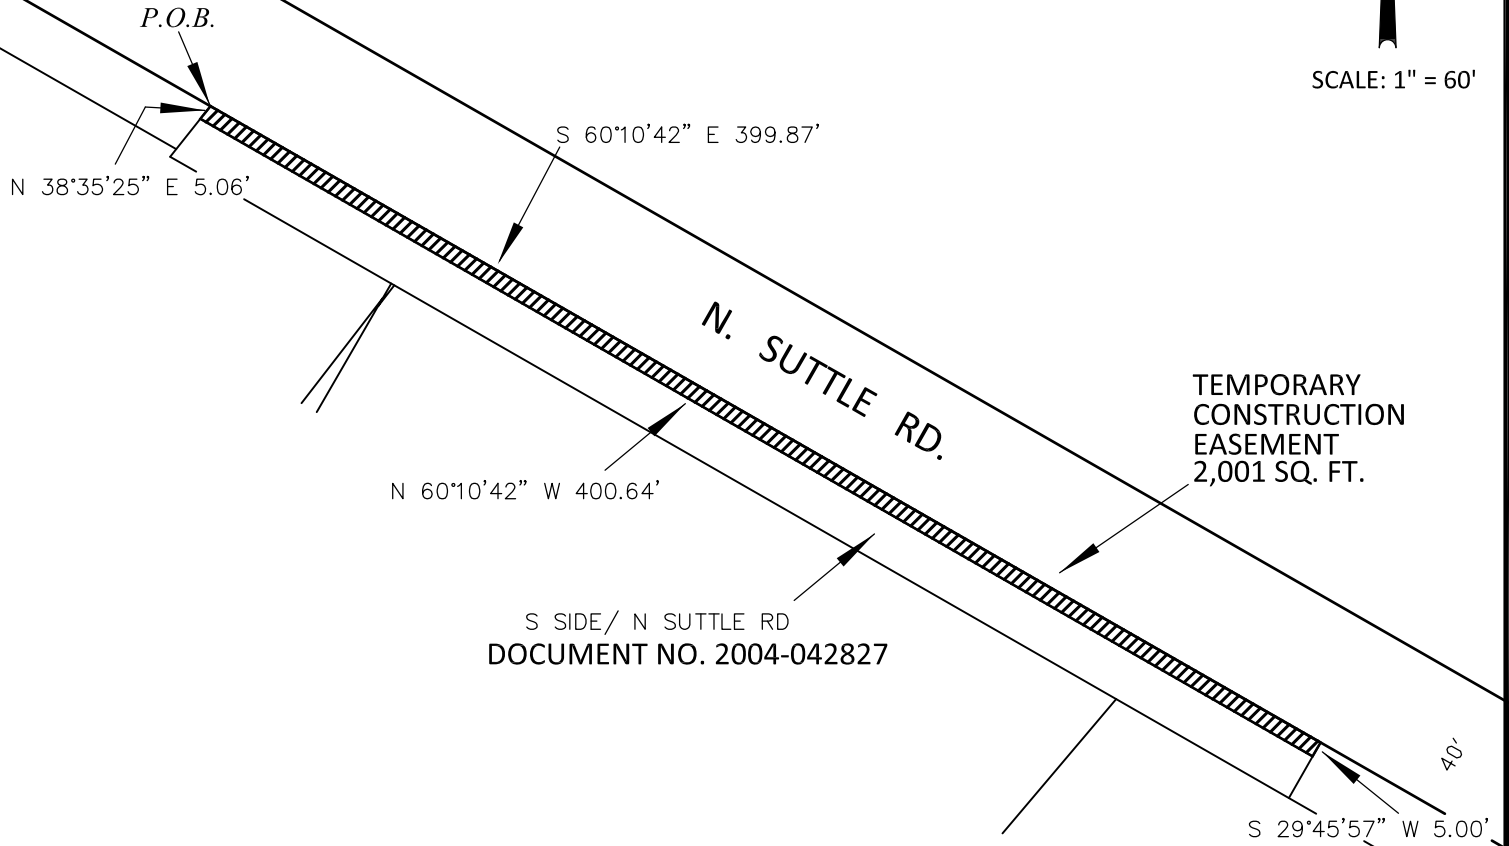 P.O.B.
SCALE: 1" = 60'
S 60°10'42” E 399.87'
N 38°35'25” E 5.06'
N. SUTTLE RD.
TEMPORARY
CONSTRUCTION
EASEMENT
2,001 SQ. FT.
N 60°10'42” W 400.64'
S SIDE/ N SUTTLE RD
DOCUMENT NO. 2004-042827
40'
S 29°45'57” W 5.00'